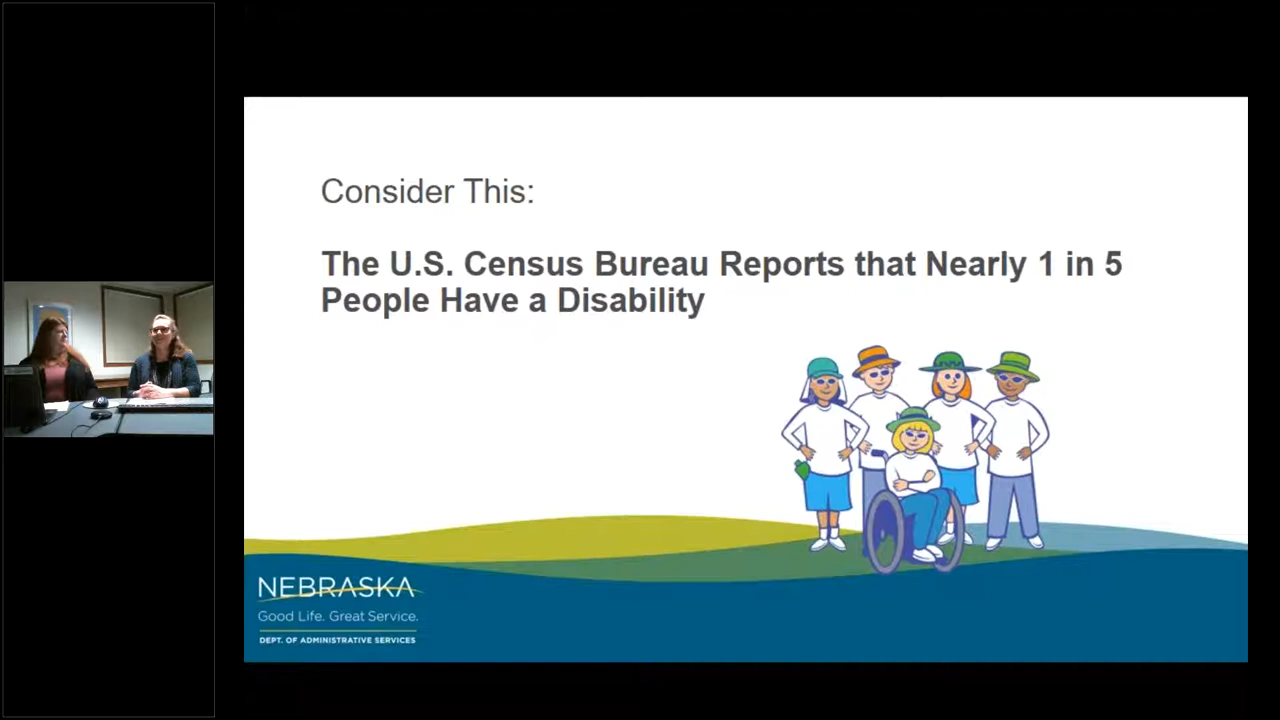 Consider This:
The U.S. Census Bureau Reports that Nearly 1 in 5
People Have a Disability
NEBRASKA
Good Life. Great Service.
DEPT. OF ADMINISTRATIVE SERVICES